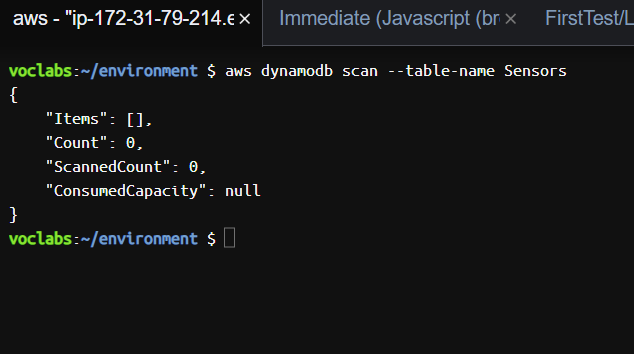 aws - "ip-172-31-79-214.e × Immediate (Javascript (br × FirstTest/L
voclabs:~/environment $ aws dynamodb scan --table-name Sensors
{
    "Items": [],
    "Count": 0,
    "ScannedCount": 0,
    "ConsumedCapacity": null
}
voclabs:~/environment $